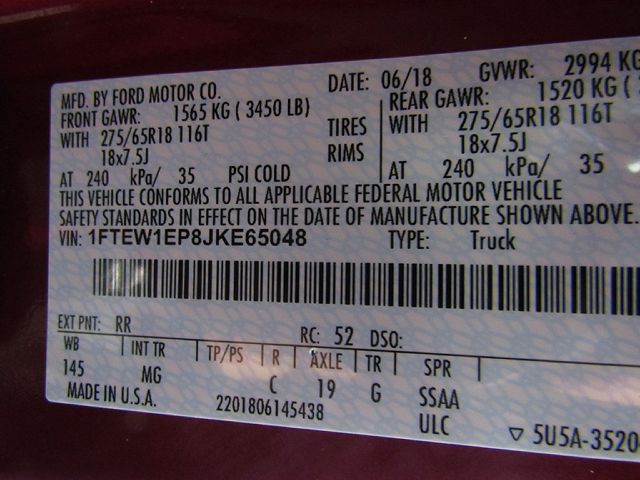 MFD. BY FORD MOTOR CO. DATE: 06/18 GVWR: 2994 KG
FRONT GAWR: 1565 KG ( 3450 LB) REAR GAWR: 1520 KG (
WITH 275/65R18 116T TIRES WITH 275/65R18 116T
18x7.5J RIMS 18x7.5J
AT 240 kPa/ 35 PSI COLD AT 240 kPa/ 35
THIS VEHICLE CONFORMS TO ALL APPLICABLE FEDERAL MOTOR VEHICLE
SAFETY STANDARDS IN EFFECT ON THE DATE OF MANUFACTURE SHOWN ABOVE.
VIN: 1FTEW1EP8JKE65048 TYPE: Truck
EXT PNT: RR RC: 52 DSO:
WB INT TR TP/PS R AXLE TR SPR
145 MG C 19 G SSAA
MADE IN U.S.A. 2201806145438 ULC ▽ 5U5A-3520